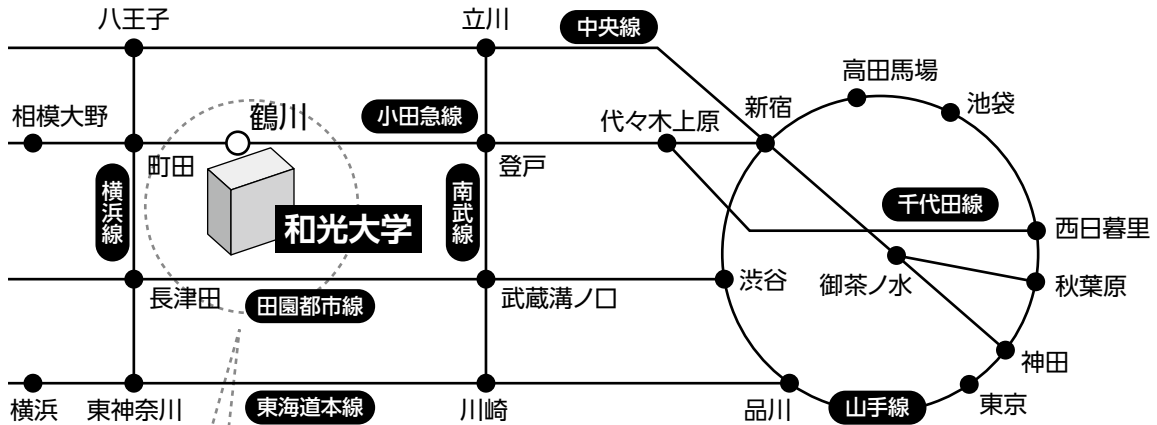 八王子
立川
中央線
高田馬場
池袋
相模大野
鶴川
小田急線
代々木上原
新宿
町田
登戸
横浜線
南武線
千代田線
和光大学
西日暮里
長津田
田園都市線
武蔵溝ノ口
渋谷
御茶ノ水
秋葉原
神田
横浜
東神奈川
東海道本線
川崎
品川
山手線
東京